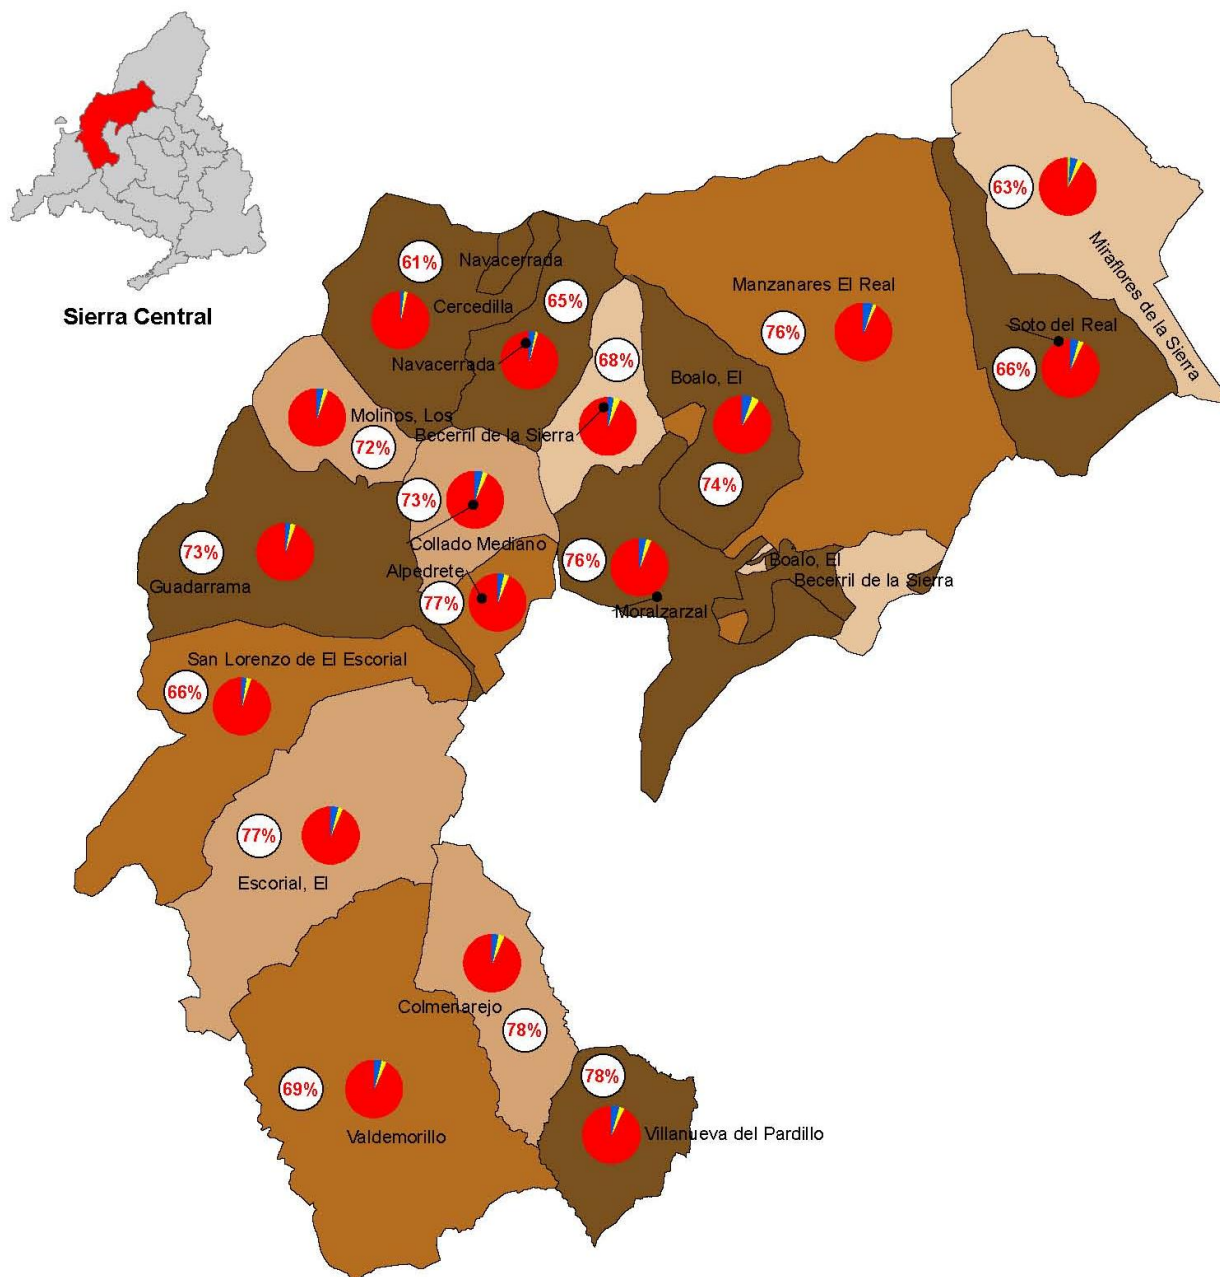 Sierra Central
63%
Miraflores de la Sierra
61%
Navacerrada
Cercedilla
65%
Navacerrada
Manzanares El Real
76%
Soto del Real
66%
68%
Boalo, El
Molinos, Los
72%
Becerril de la Sierra
74%
73%
Collado Mediano
73%
Guadarrama
Alpedrete
77%
76%
Moralzarzal
Boalo, El
Becerril de la Sierra
San Lorenzo de El Escorial
66%
77%
Escorial, El
Colmenarejo
78%
69%
Valdemorillo
78%
Villanueva del Pardillo